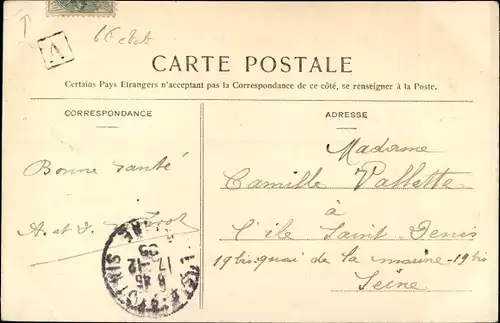 A
CARTE POSTALE
Certains Pays Etrangers n'acceptant pas la Correspondance de ce côté, se renseigner à la Poste.
CORRESPONDANCE
ADRESSE
Madame
Camille Vallette
à
l'île Saint-Denis
19 bis quai de la marine 19 bis
Seine
Bonne santé
A. et J.